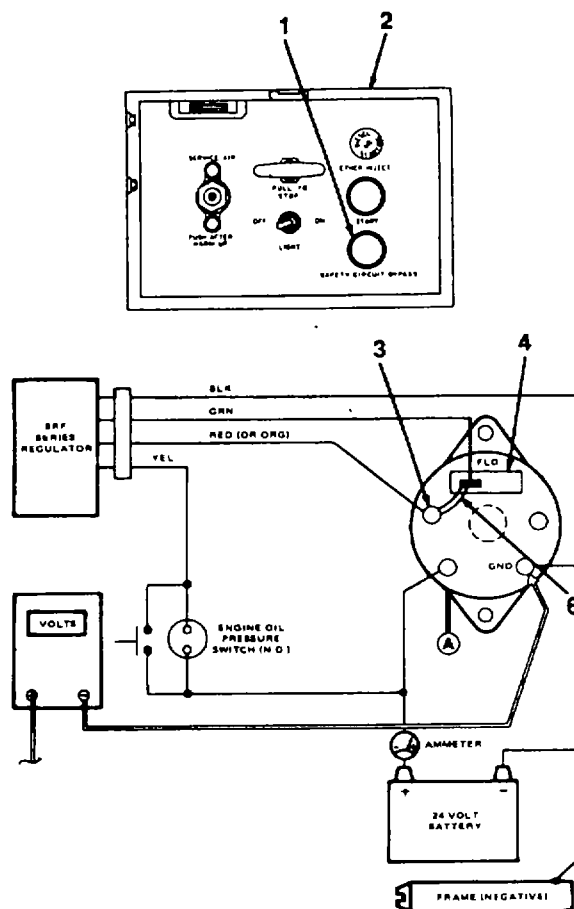 1
2
SERVICE AIR
PULL TO
STOP
ETHER INJECT
START
PUSH AFTER
WARM UP
OFF
ON
LIGHT
SAFETY CIRCUIT BYPASS
3
4
BLK
GRN
RED (OR ORG)
YEL
SERIES
REGULATOR
FLD
GND
6
A
VOLTS
ENGINE OIL
PRESSURE
SWITCH (N.O.)
AMMETER
+
−
24 VOLT
BATTERY
FRAME (NEGATIVE)